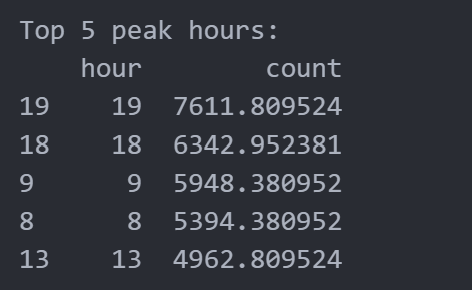 Top 5 peak hours:
    hour        count
19    19  7611.809524
18    18  6342.952381
9      9  5948.380952
8      8  5394.380952
13    13  4962.809524